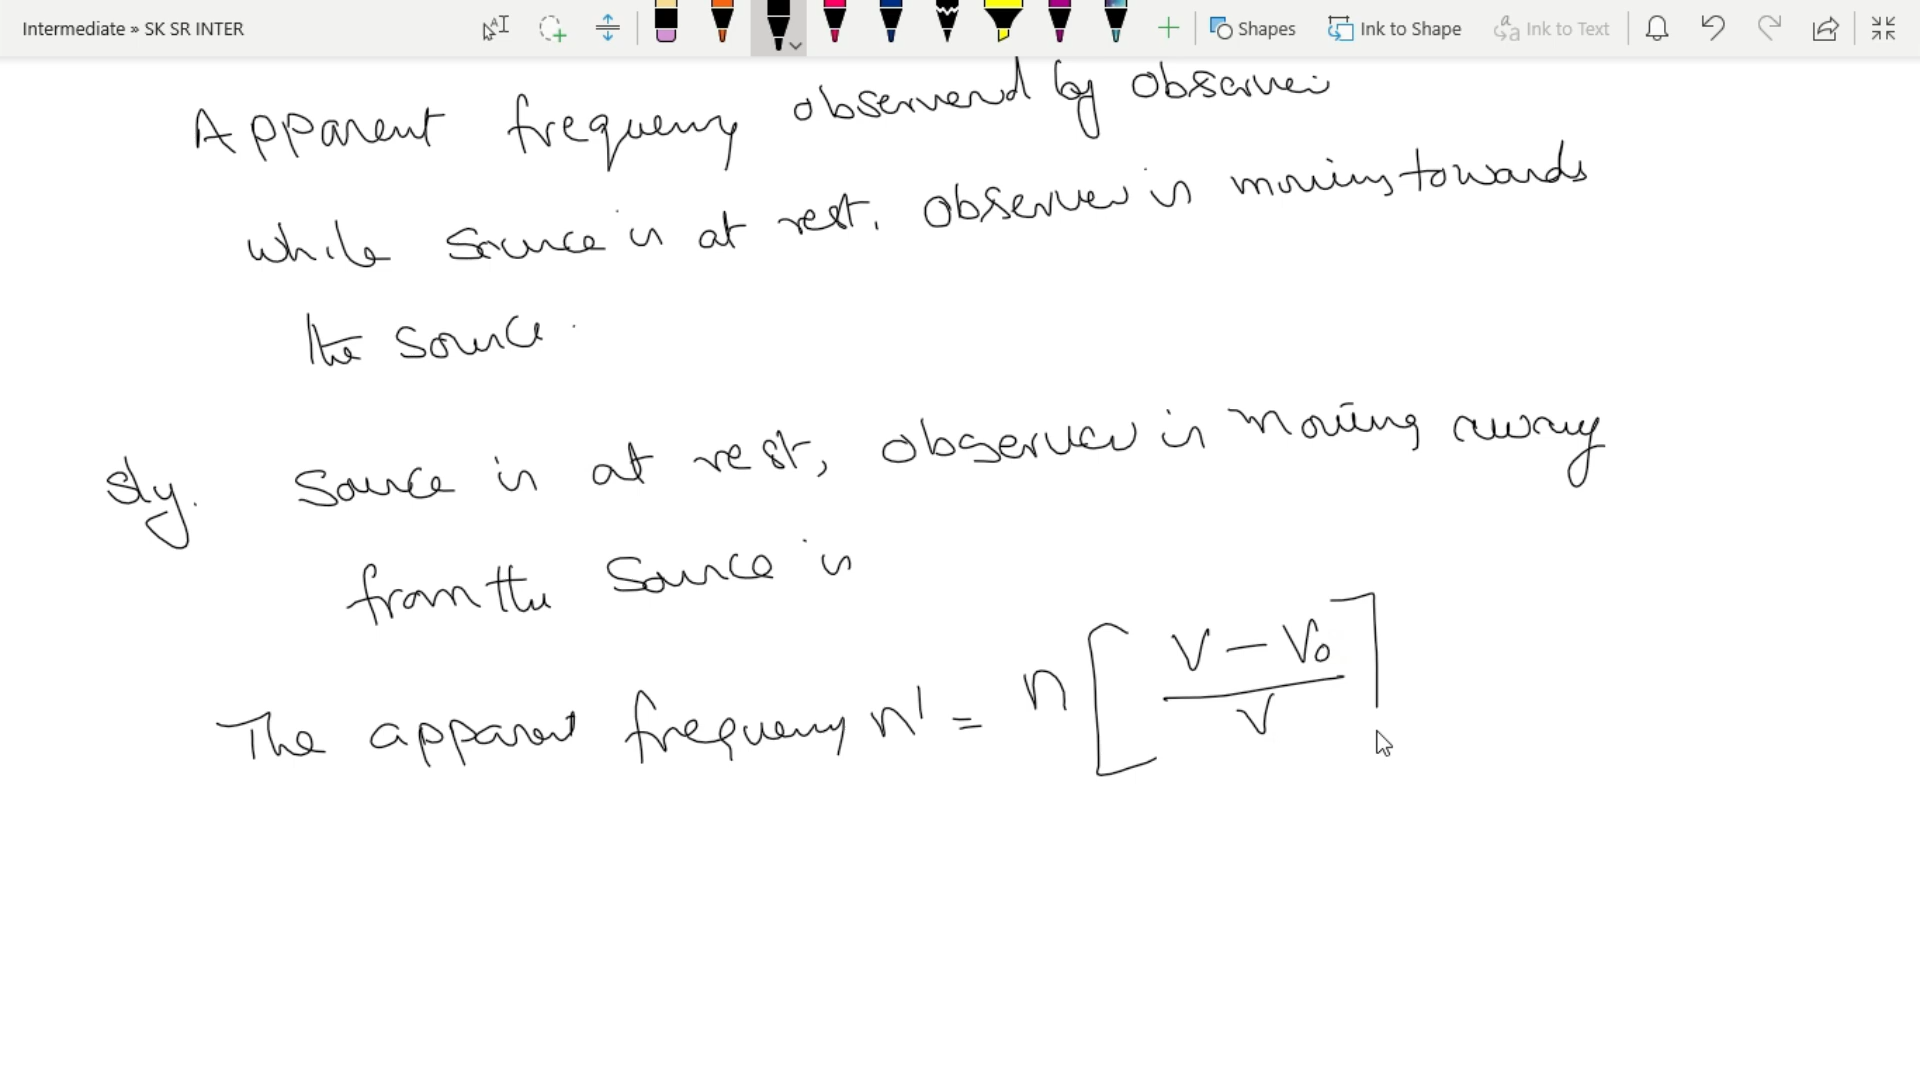 Intermediate » SK SR INTER
Shapes
Ink to Shape
Ink to Text
Apparent frequency observerd by observer
while source is at rest. Observer is moving towards
the source.
sly. Source is at rest, observer is moving away
from the source is
The apparent frequency n' = n [ V - V₀ / V ]